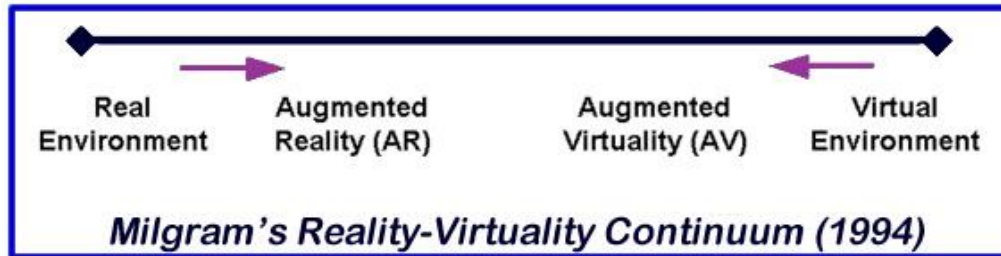 Real Environment
Augmented Reality (AR)
Augmented Virtuality (AV)
Virtual Environment
Milgram's Reality-Virtuality Continuum (1994)